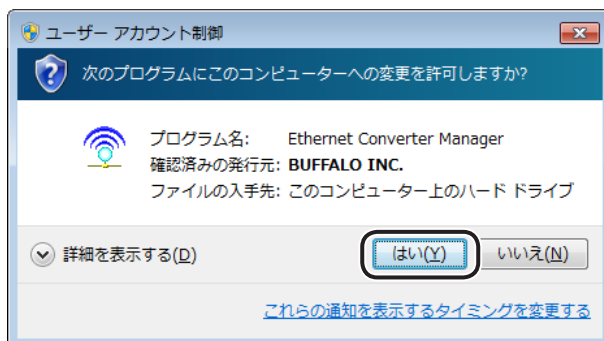 ユーザー アカウント制御
次のプログラムにこのコンピューターへの変更を許可しますか?
プログラム名: Ethernet Converter Manager
確認済みの発行元: BUFFALO INC.
ファイルの入手先: このコンピューター上のハード ドライブ
詳細を表示する(D) はい(Y) いいえ(N)
これらの通知を表示するタイミングを変更する